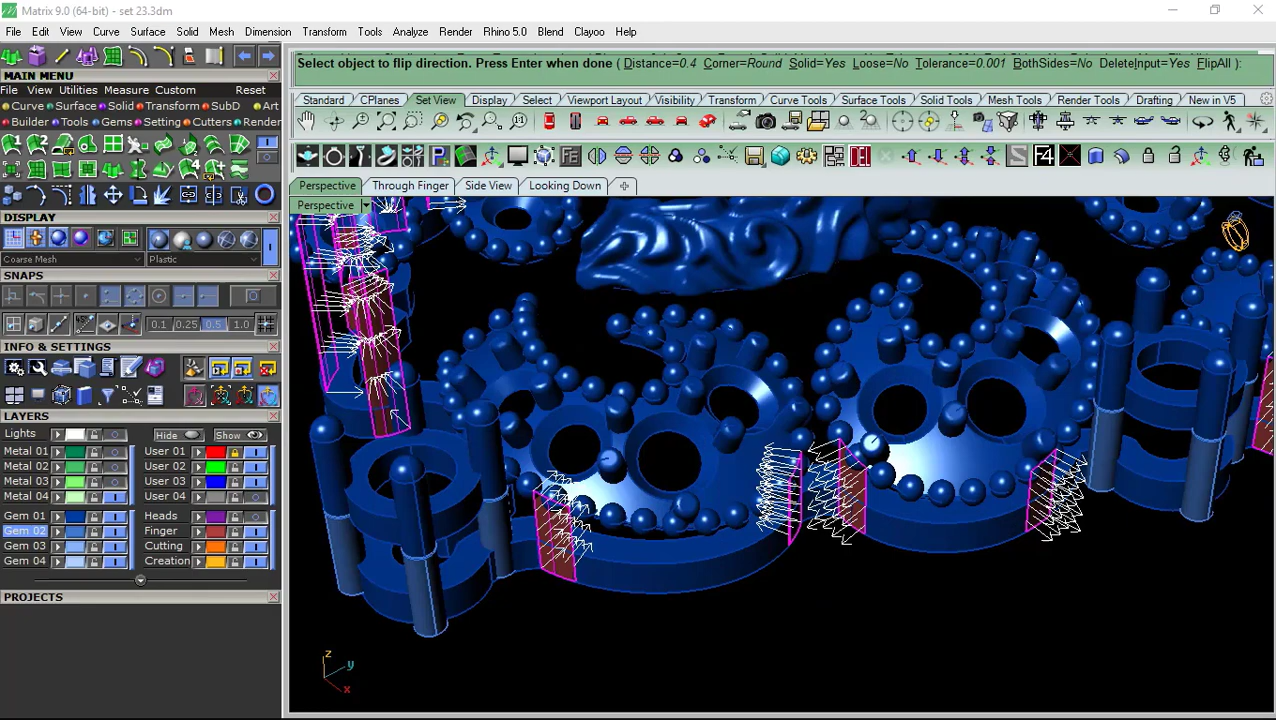 Matrix 9.0 (64-bit) - set 23.3dm
File Edit View Curve Surface Solid Mesh Dimension Transform Tools Analyze Render Rhino 5.0 Blend Clayoo Help
Select object to flip direction. Press Enter when done ( Distance=0.4 Corner=Round Solid=Yes Loose=No Tolerance=0.001 BothSides=No DeleteInput=Yes FlipAll ):
MAIN MENU
File View Utilities Measure Custom Reset
Curve Surface Solid Transform SubD Art
Builder Tools Gems Setting Cutters Render
Standard CPlanes Set View Display Select Viewport Layout Visibility Transform Curve Tools Surface Tools Solid Tools Mesh Tools Render Tools Drafting New in V5
Perspective Through Finger Side View Looking Down
Perspective
DISPLAY
Coarse Mesh Plastic
SNAPS
0.1 0.25 0.5 1.0
INFO & SETTINGS
LAYERS
Lights Hide Show
Metal 01 User 01
Metal 02 User 02
Metal 03 User 03
Metal 04 User 04
Gem 01 Heads
Gem 02 Finger
Gem 03 Cutting
Gem 04 Creation
PROJECTS
z
y
x